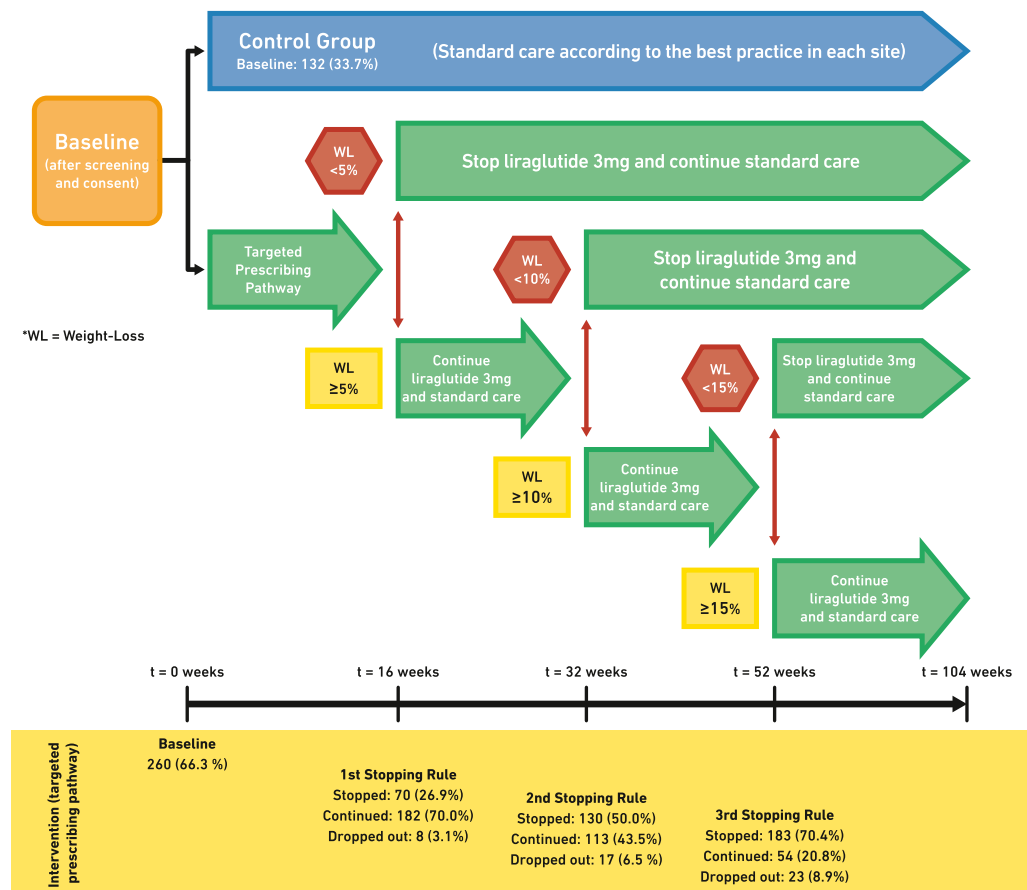 Control Group
Baseline: 132 (33.7%)
(Standard care according to the best practice in each site)
Baseline
(after screening
and consent)
WL
<5%
Stop liraglutide 3mg and continue standard care
Targeted
Prescribing
Pathway
WL
<10%
Stop liraglutide 3mg and
continue standard care
*WL = Weight-Loss
WL
≥5%
Continue
liraglutide 3mg
and standard care
WL
<15%
Stop liraglutide 3mg
and continue
standard care
WL
≥10%
Continue
liraglutide 3mg
and standard care
WL
≥15%
Continue
liraglutide 3mg
and standard care
t = 0 weeks
t = 16 weeks
t = 32 weeks
t = 52 weeks
t = 104 weeks
Intervention (targeted
prescribing pathway)
Baseline
260 (66.3 %)
1st Stopping Rule
Stopped: 70 (26.9%)
Continued: 182 (70.0%)
Dropped out: 8 (3.1%)
2nd Stopping Rule
Stopped: 130 (50.0%)
Continued: 113 (43.5%)
Dropped out: 17 (6.5 %)
3rd Stopping Rule
Stopped: 183 (70.4%)
Continued: 54 (20.8%)
Dropped out: 23 (8.9%)